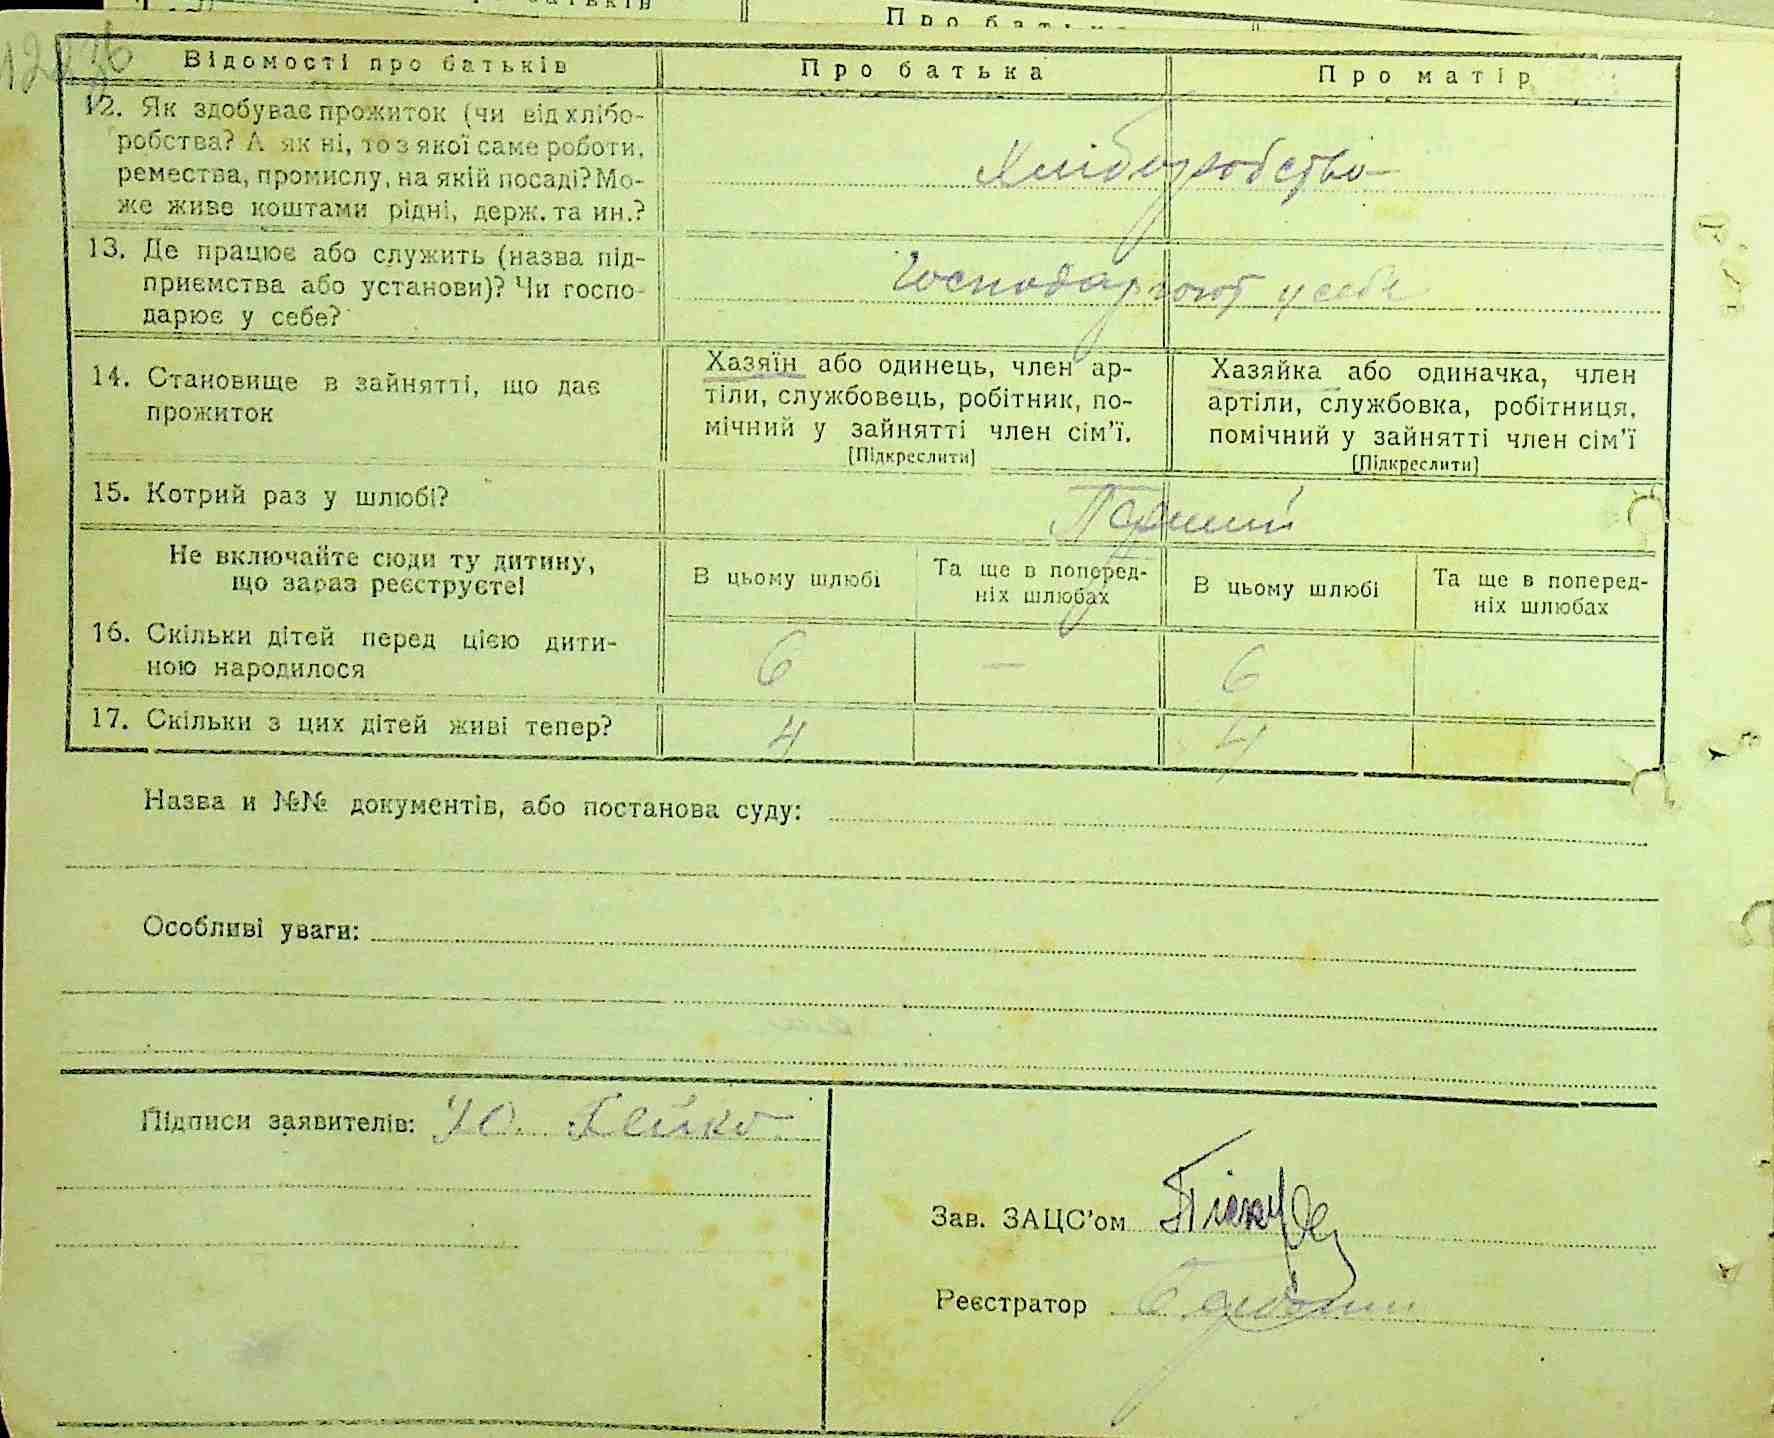 Про батька
Відомості про батьків
Про батька
Про матір
12. Як здобуває прожиток (чи від хлібо-
робства? А як ні, то з якої саме роботи,
ремества, промислу, на якій посаді? Мо-
же живе коштами рідні, держ. та ин.?
Хліборобство
13. Де працює або служить (назва під-
приємства або установи)? Чи госпо-
дарює у себе?
Господарюют у себе
14. Становище в зайнятті, що дає
прожиток
Хазяїн або одинець, член ар-
тіли, службовець, робітник, по-
мічний у зайнятті член сім'ї.
[Підкреслити]
Хазяйка або одиначка, член
артіли, службовка, робітниця,
помічний у зайнятті член сім'ї
[Підкреслити]
15. Котрий раз у шлюбі?
Перший
Не включайте сюди ту дитину,
що зараз реєструєте!
В цьому шлюбі
Та ще в поперед-
ніх шлюбах
В цьому шлюбі
Та ще в поперед-
ніх шлюбах
16. Скільки дітей перед цією дити-
ною народилося
6 — 6
17. Скільки з цих дітей живі тепер?
4 4
Назва и №№ документів, або постанова суду:
Особливі уваги:
Підписи заявителів: Ю. Гейко
Зав. ЗАЦС'ом
Реєстратор